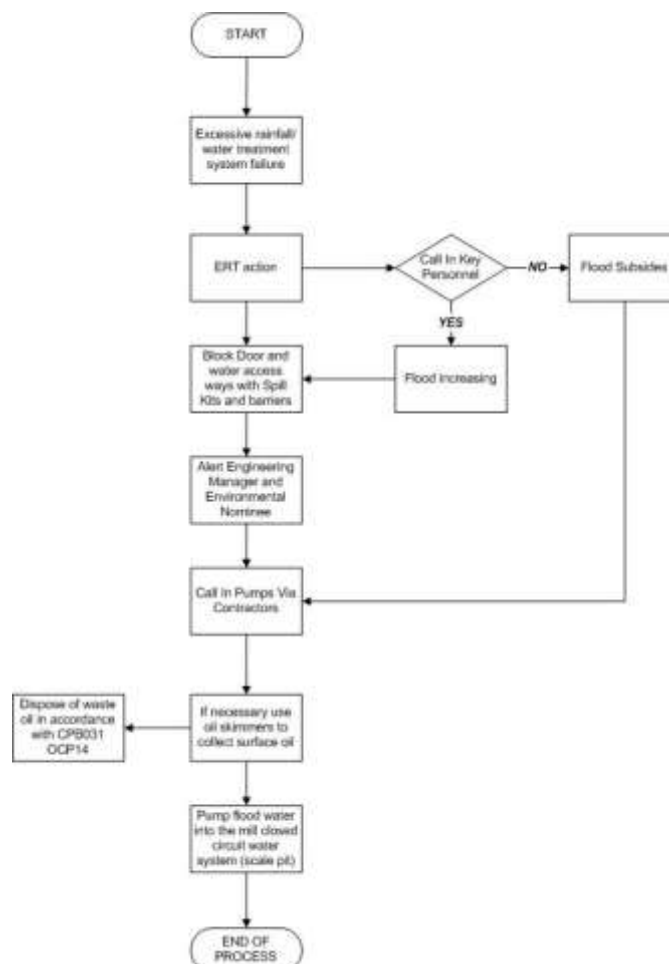 START
Excessive rainfall/
water treatment
system failure
ERT action
Call In Key
Personnel
NO
Flood Subsides
YES
Block Door and
water access
ways with Spill
Kits and barriers
Flood Increasing
Alert Engineering
Manager and
Environmental
Nominee
Call In Pumps Via
Contractors
Dispose of waste
oil in accordance
with CPB031
OCP14
If necessary use
oil skimmers to
collect surface oil
Pump flood water
into the mill closed
circuit water
system (scale pit)
END OF
PROCESS